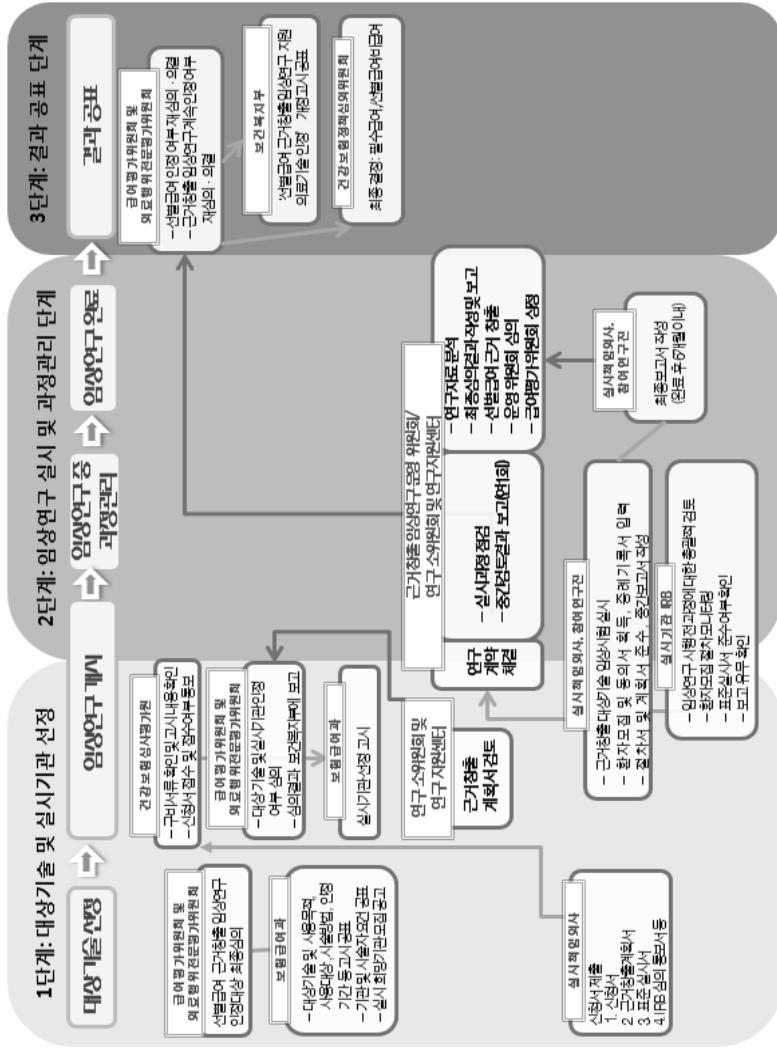 1단계: 대상기술 및 실시기관 선정
2단계: 임상연구 실시 및 과정관리 단계
3단계: 결과 공표 단계
대상기술 선정
임상연구 개시
임상연구 중
과정관리
임상연구 완료
결과 공표
급여평가위원회 및
의료행위전문평가위원회
선별급여 근거창출 임상연구
인정대상 최종심의
보험급여과
- 대상기술 및 사용목적,
사용대상, 시술방법, 인정
기간 등 고시 공표
- 기관 및 시술자 요건 공표
- 실시 희망기관 모집 공고
실시책임의사
신청서 제출
1. 신청서
2. 근거창출계획서
3. 표준 실시서
4. IRB 심의 통보서 등
건강보험심사평가원
- 구비서류 확인 및 고시내용 확인
- 신청서 접수 및 접수여부 통보
급여평가위원회 및
의료행위전문평가위원회
- 대상기술 및 실시기관 인정
여부 심의
- 심의결과 보건복지부에 보고
보험급여과
실시기관 선정 고시
연구 소위원회 및
연구 지원센터
근거창출
계획서 검토
연구
계약
체결
근거창출 임상연구 운영 위원회/
연구 소위원회 및 연구지원센터
- 실시과정 점검
- 중간검토결과 보고(연1회)
- 연구자료 분석
- 최종심의결과 작성 및 보고
- 선별급여 근거 창출
- 운영 위원회 심의
- 급여평가위원회 상정
실시책임의사, 참여연구진
- 근거창출 대상기술 임상시험 실시
- 환자모집 및 동의서 획득, 증례기록서 입력
- 절차서 및 계획서 준수, 중간보고서 작성
실시기관 IRB
- 임상연구 시행 전 과정에 대한 총괄적 검토
- 환자모집 절차 모니터링
- 표준실시서 준수여부 확인
- 보고 유무 확인
실시책임의사,
참여연구진
최종보고서 작성
(완료 후 6개월 이내)
급여평가위원회 및
의료행위전문평가위원회
- 선별급여 인정 여부 재심의 · 의결
- 근거창출 임상연구 계속 인정여부
재심의 · 의결
보건복지부
'선별급여 근거창출 임상연구 지원
의료기술 인정' 개정고시 공표
건강보험정책심의위원회
최종결정: 필수급여/선별급여/비급여